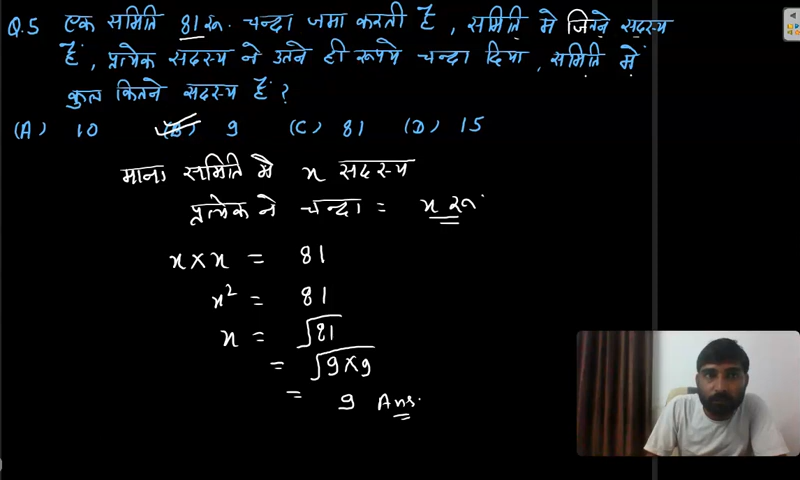 Q.5 एक समिति 81 रू. चन्दा जमा करती है, समिति मे जितने सदस्य
हैं, प्रत्येक सदस्य ने उतने ही रूपये चन्दा दिया, समिति में
कुल कितने सदस्य हैं?
(A) 10 (B) 9 (C) 81 (D) 15
माना समिति मे x सदस्य
प्रत्येक ने चन्दा = x रू.
x × x = 81
x² = 81
x = √81
= √9×9
= 9 Ans.